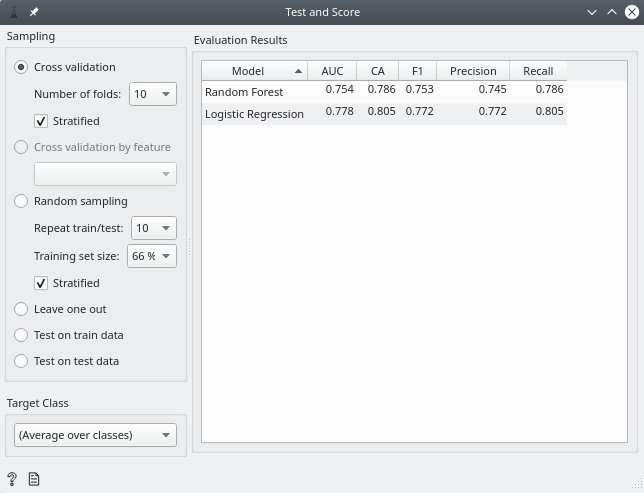 Test and Score
Sampling
Cross validation
Number of folds: 10
Stratified
Cross validation by feature
Random sampling
Repeat train/test: 10
Training set size: 66 %
Stratified
Leave one out
Test on train data
Test on test data
Target Class
(Average over classes)
Evaluation Results
Model AUC CA F1 Precision Recall
Random Forest 0.754 0.786 0.753 0.745 0.786
Logistic Regression 0.778 0.805 0.772 0.772 0.805
?